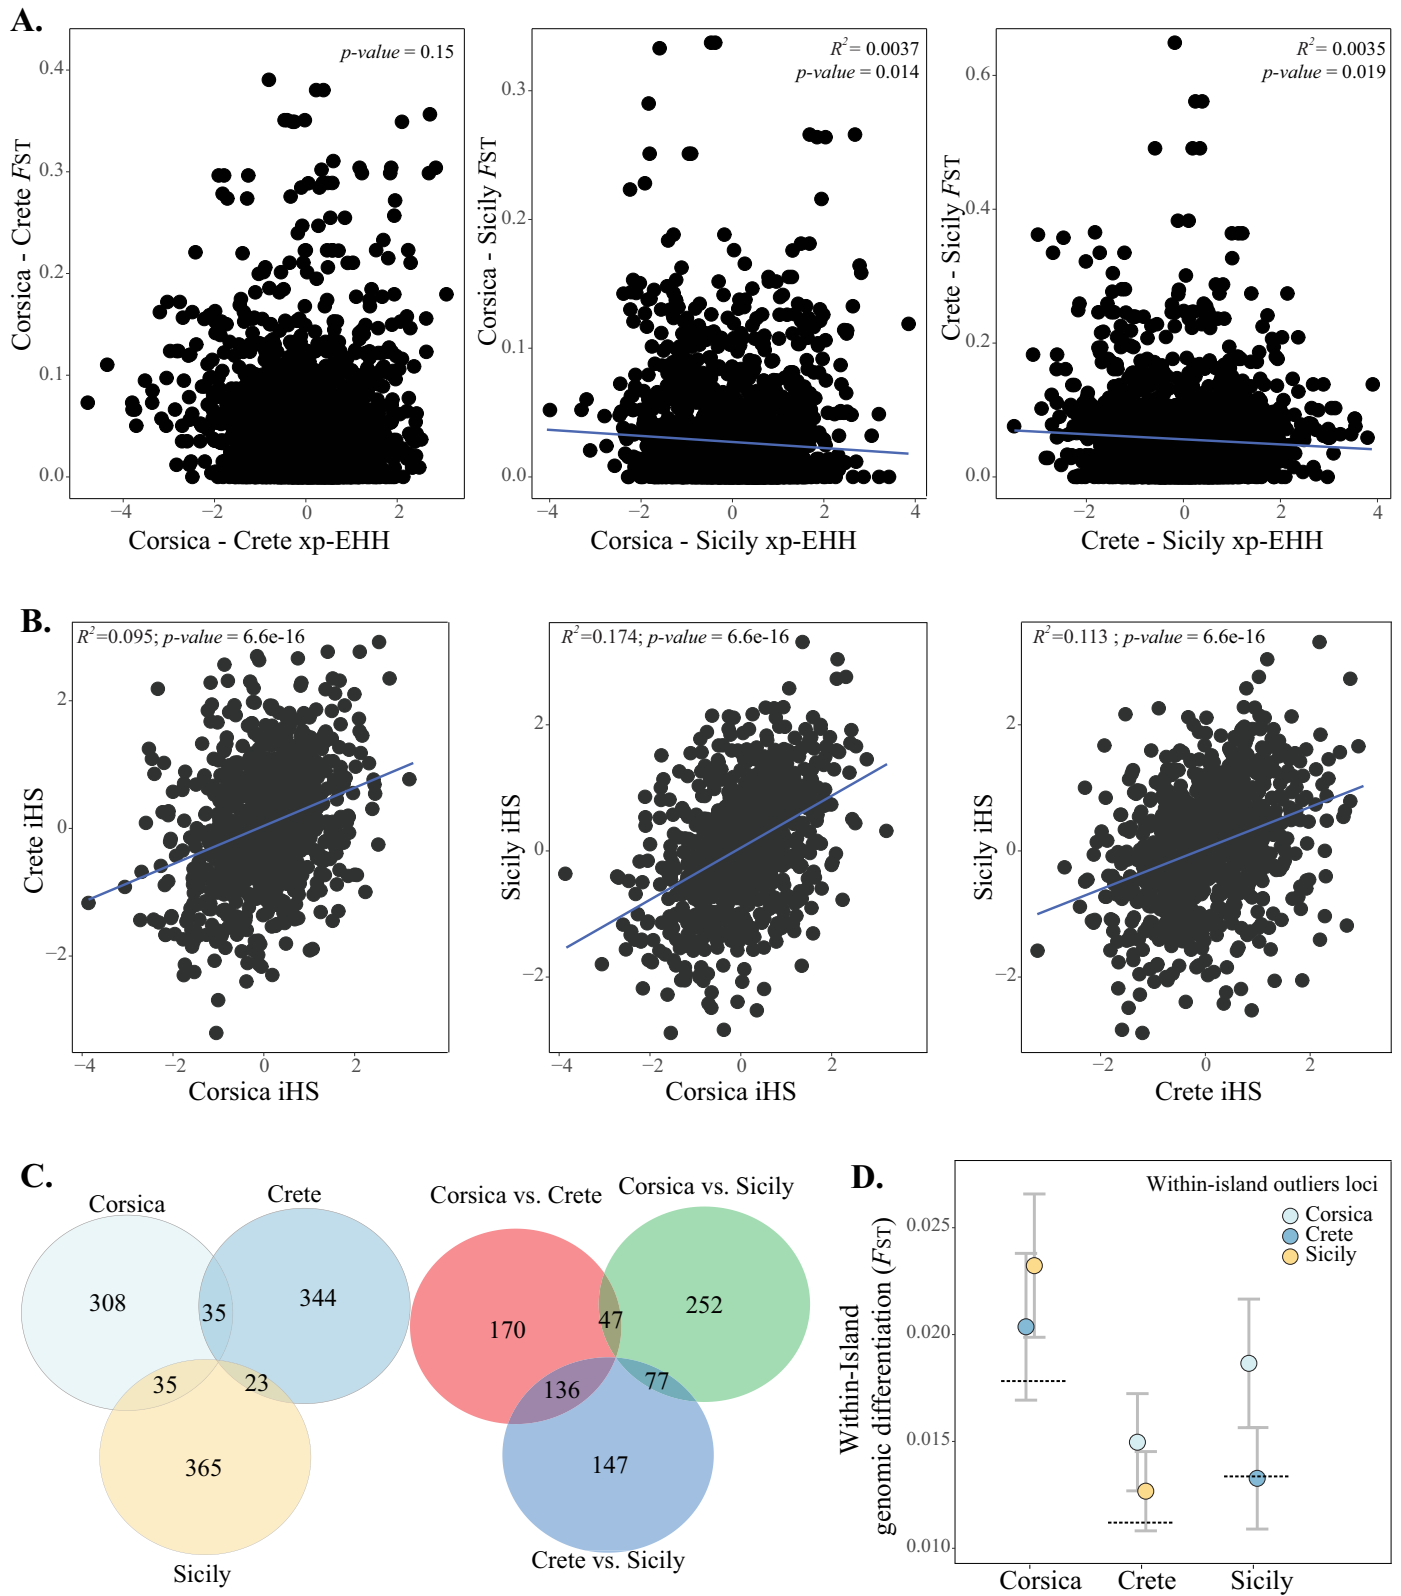 A.
p-value = 0.15
0.4
0.3
0.2
0.1
0.0
Corsica - Crete FST
−4 −2 0 2
Corsica - Crete xp-EHH
R²= 0.0037
p-value = 0.014
0.3
0.2
0.1
0.0
Corsica - Sicily FST
−4 −2 0 2 4
Corsica - Sicily xp-EHH
R²= 0.0035
p-value = 0.019
0.6
0.4
0.2
0.0
Crete - Sicily FST
−2 0 2 4
Crete - Sicily xp-EHH
B.
R²=0.095; p-value = 6.6e-16
2
0
−2
Crete iHS
−4 −2 0 2
Corsica iHS
R²=0.174; p-value = 6.6e-16
2
0
−2
Sicily iHS
−4 −2 0 2
Corsica iHS
R²=0.113 ; p-value = 6.6e-16
2
0
−2
Sicily iHS
−2 0 2
Crete iHS
C.
Corsica
Crete
308
35
344
35
23
365
Sicily
Corsica vs. Crete
Corsica vs. Sicily
170
47
252
136
77
147
Crete vs. Sicily
D.
Within-island outliers loci
Corsica
Crete
Sicily
0.025
0.020
0.015
0.010
Within-Island
genomic differentiation (FST)
Corsica Crete Sicily